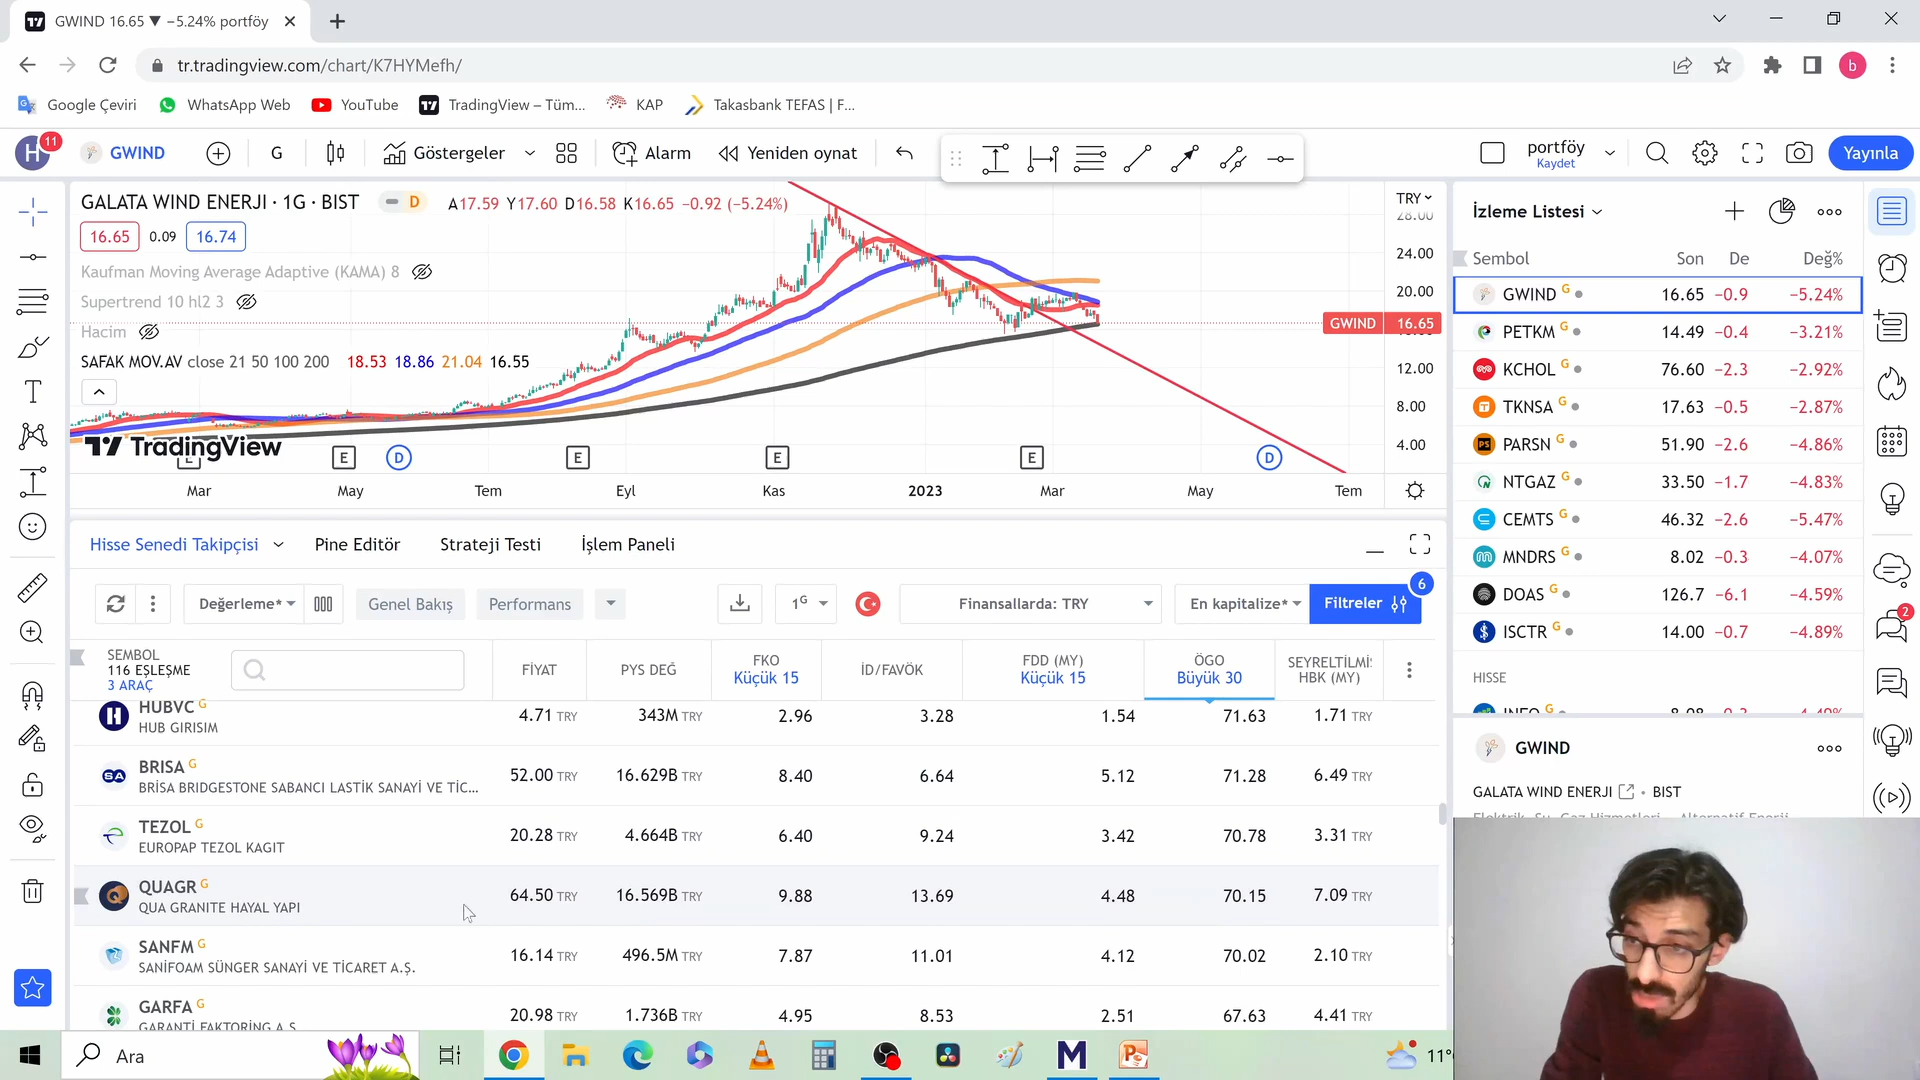 GWIND 16.65 ▼ −5.24% portföy
tr.tradingview.com/chart/K7HYMefh/
b
Google Çeviri
WhatsApp Web
YouTube
TradingView – Tüm...
KAP
Takasbank TEFAS | F...
H
11
GWIND
G
Göstergeler
Alarm
Yeniden oynat
portföy
Kaydet
Yayınla
GALATA WIND ENERJI · 1G · BIST
D
A17.59 Y17.60 D16.58 K16.65 −0.92 (−5.24%)
16.65
0.09
16.74
Kaufman Moving Average Adaptive (KAMA) 8
Supertrend 10 hl2 3
Hacim
SAFAK MOV.AV close 21 50 100 200 18.53 18.86 21.04 16.55
TradingView
TRY
28.00
24.00
20.00
GWIND 16.65
12.00
8.00
4.00
E
E
D
E
E
E
D
Mar
May
Tem
Eyl
Kas
2023
Mar
May
Tem
İzleme Listesi
Sembol Son De Değ%
GWIND G 16.65 −0.9 −5.24%
PETKM G 14.49 −0.4 −3.21%
KCHOL G 76.60 −2.3 −2.92%
TKNSA G 17.63 −0.5 −2.87%
PARSN G 51.90 −2.6 −4.86%
NTGAZ G 33.50 −1.7 −4.83%
CEMTS G 46.32 −2.6 −5.47%
MNDRS G 8.02 −0.3 −4.07%
DOAS G 126.7 −6.1 −4.59%
ISCTR G 14.00 −0.7 −4.89%
HISSE
2
GWIND
GALATA WIND ENERJI • BIST
Hisse Senedi Takipçisi
Pine Editör
Strateji Testi
İşlem Paneli
Değerleme*
Genel Bakış
Performans
1G
Finansallarda: TRY
En kapitalize*
Filtreler
6
SEMBOL
116 EŞLEŞME
3 ARAÇ
FİYAT
PYS DEĞ
FKO
Küçük 15
İD/FAVÖK
FDD (MY)
Küçük 15
ÖGO
Büyük 30
SEYRELTİLMİŞ
HBK (MY)
HUBVC G
HUB GIRISIM
4.71 TRY 343M TRY 2.96 3.28 1.54 71.63 1.71 TRY
BRISA G
BRİSA BRIDGESTONE SABANCI LASTİK SANAYİ VE TİC...
52.00 TRY 16.629B TRY 8.40 6.64 5.12 71.28 6.49 TRY
TEZOL G
EUROPAP TEZOL KAGIT
20.28 TRY 4.664B TRY 6.40 9.24 3.42 70.78 3.31 TRY
QUAGR G
QUA GRANITE HAYAL YAPI
64.50 TRY 16.569B TRY 9.88 13.69 4.48 70.15 7.09 TRY
SANFM G
SANİFOAM SÜNGER SANAYİ VE TİCARET A.Ş.
16.14 TRY 496.5M TRY 7.87 11.01 4.12 70.02 2.10 TRY
GARFA G
GARANTİ FAKTORİNG A.Ş.
20.98 TRY 1.736B TRY 4.95 8.53 2.51 67.63 4.41 TRY
Ara
11°